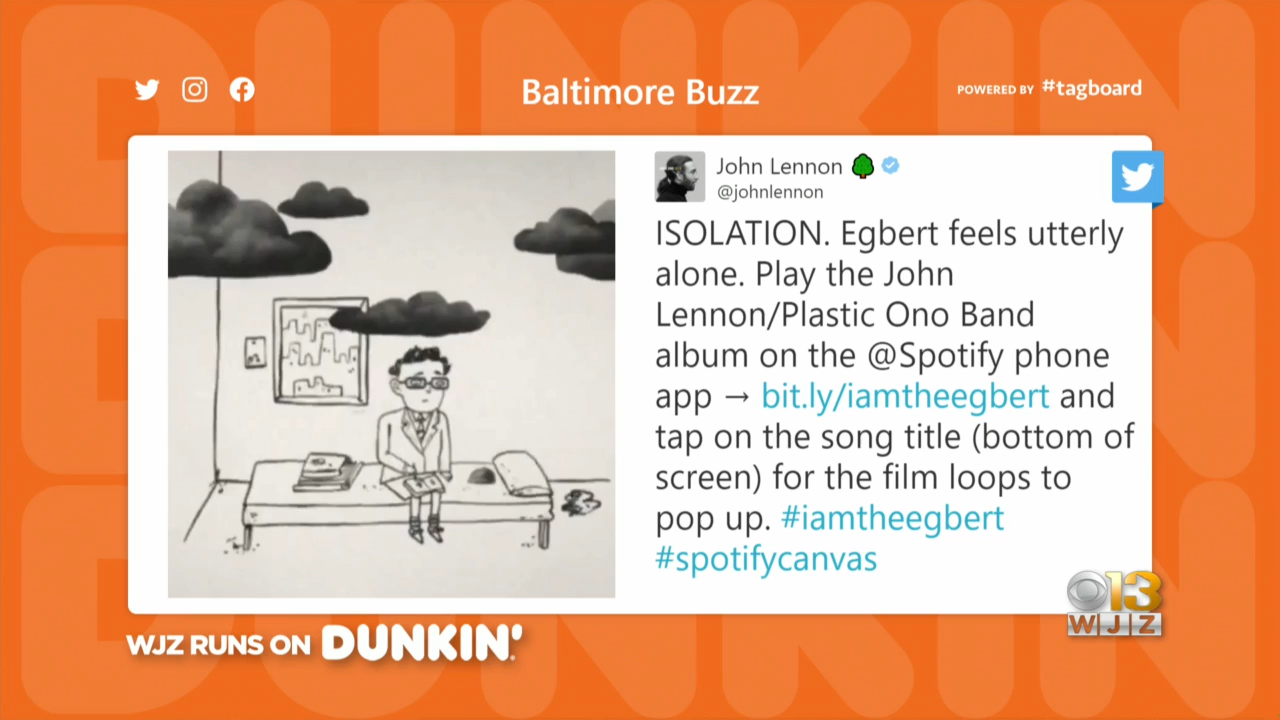 Baltimore Buzz
POWERED BY #tagboard
John Lennon
@johnlennon
ISOLATION. Egbert feels utterly
alone. Play the John
Lennon/Plastic Ono Band
album on the @Spotify phone
app → bit.ly/iamtheegbert and
tap on the song title (bottom of
screen) for the film loops to
pop up. #iamtheegbert
#spotifycanvas
WJZ RUNS ON DUNKIN'
13
WJZ
DUNKIN